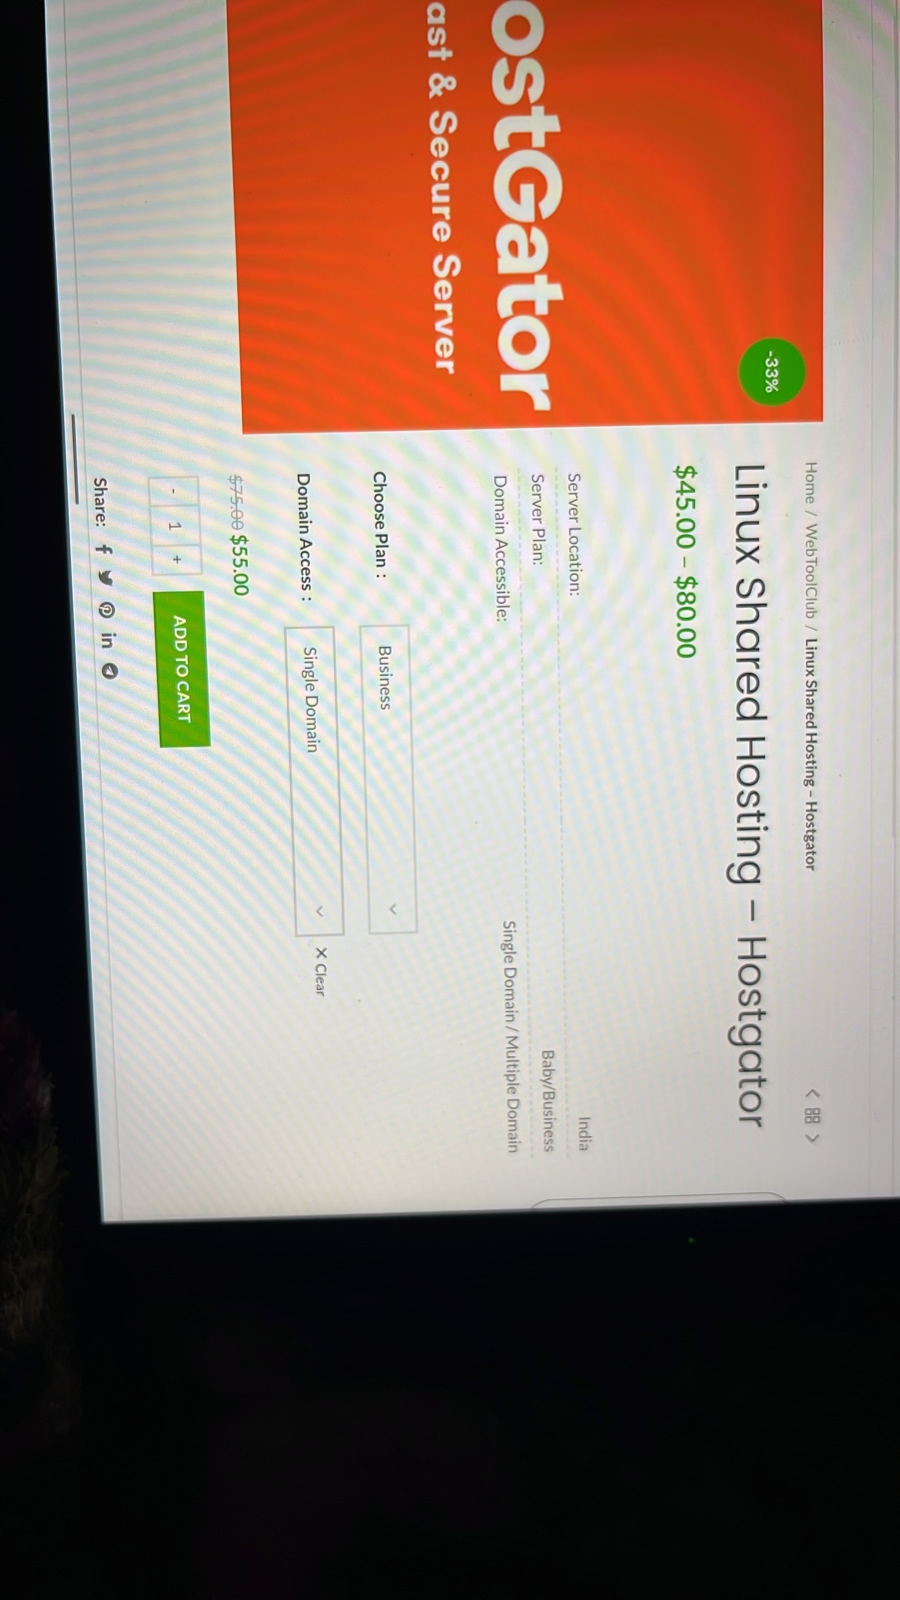 Home / WebToolClub / Linux Shared Hosting – Hostgator
-33%
ostGator
ast & Secure Server
Linux Shared Hosting – Hostgator
$45.00 – $80.00
Server Location: India
Server Plan: Baby/Business
Domain Accessible: Single Domain / Multiple Domain
Choose Plan : Business
Domain Access : Single Domain
X Clear
$75.00 $55.00
- 1 +
ADD TO CART
Share: